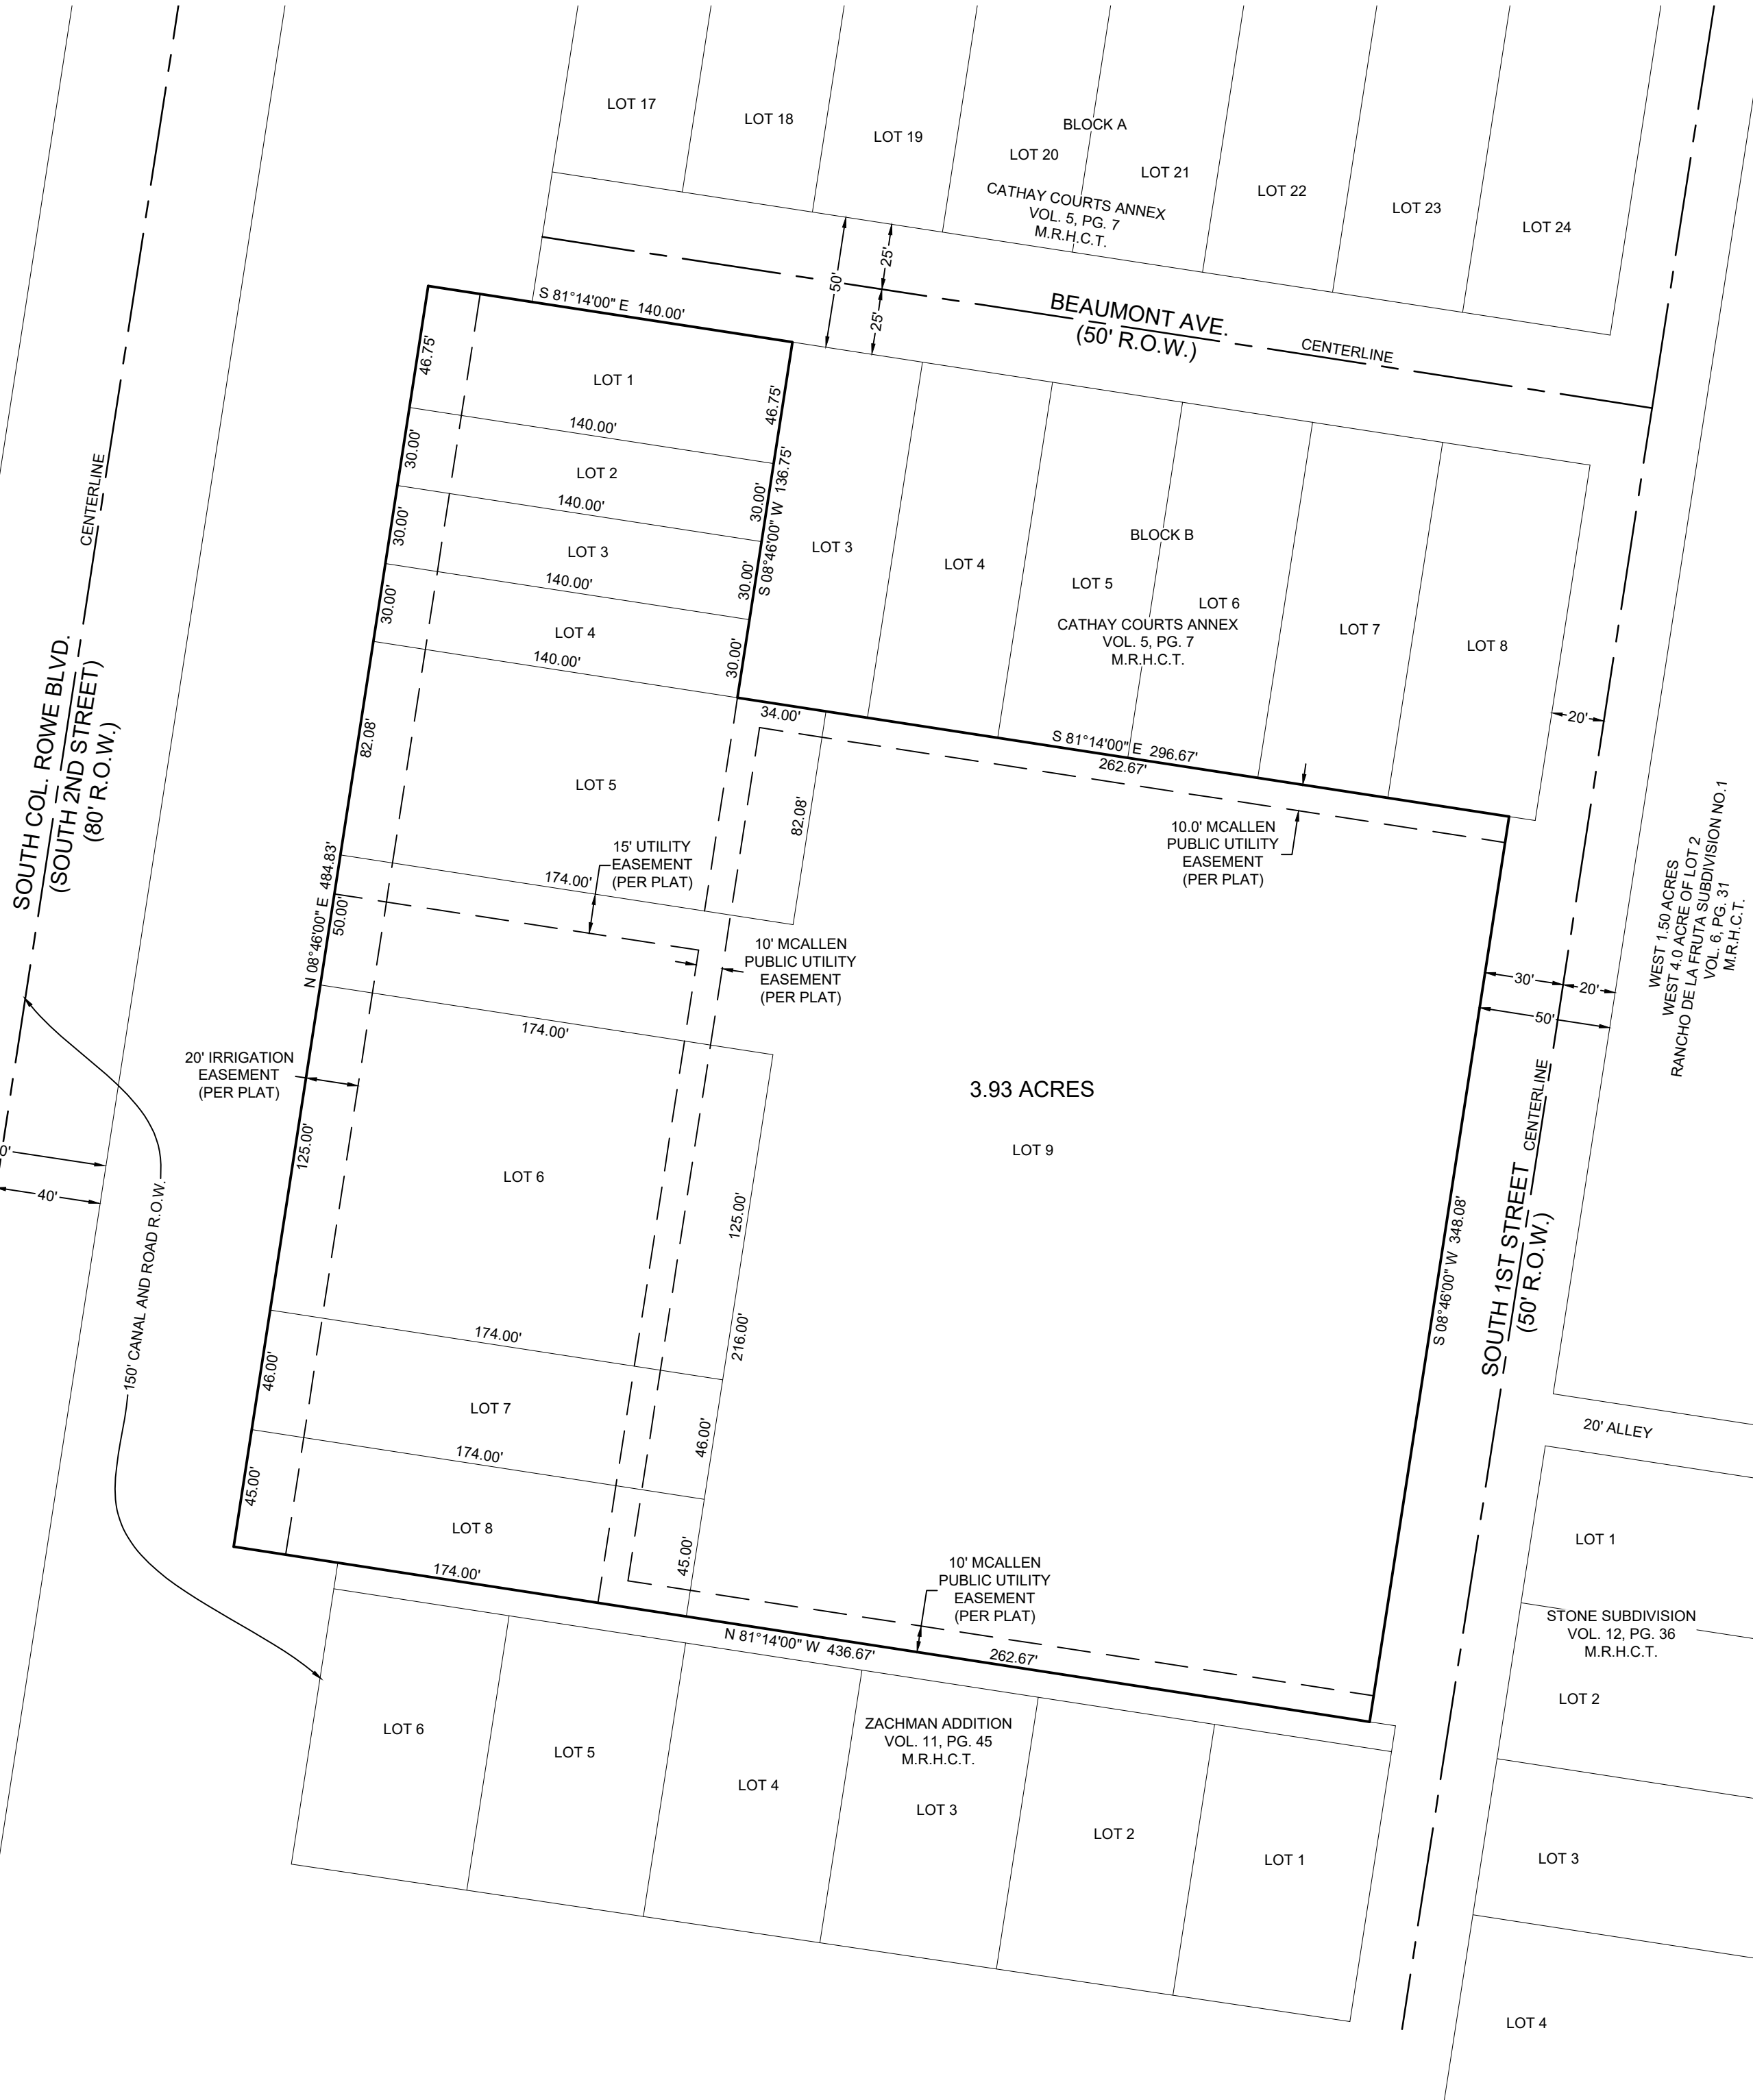 LOT 17
LOT 18
LOT 19
BLOCK A
LOT 20
LOT 21
LOT 22
LOT 23
LOT 24
CATHAY COURTS ANNEX
VOL. 5, PG. 7
M.R.H.C.T.
25'
50'
25'
BEAUMONT AVE.
(50' R.O.W.)
CENTERLINE
S 81°14'00" E 140.00'
46.75'
LOT 1
46.75'
140.00'
30.00'
LOT 2
30.00'
S 08°46'00" W 136.75'
140.00'
30.00'
LOT 3
30.00'
140.00'
30.00'
LOT 4
30.00'
140.00'
LOT 3
LOT 4
BLOCK B
LOT 5
LOT 6
CATHAY COURTS ANNEX
VOL. 5, PG. 7
M.R.H.C.T.
LOT 7
LOT 8
20'
CENTERLINE
SOUTH COL. ROWE BLVD.
(SOUTH 2ND STREET)
(80' R.O.W.)
82.08'
34.00'
S 81°14'00" E 296.67'
262.67'
LOT 5
82.08'
10.0' MCALLEN
PUBLIC UTILITY
EASEMENT
(PER PLAT)
15' UTILITY
EASEMENT
(PER PLAT)
174.00'
N 08°46'00" E 484.83'
50.00'
10' MCALLEN
PUBLIC UTILITY
EASEMENT
(PER PLAT)
WEST 1.50 ACRES
WEST 4.0 ACRE OF LOT 2
RANCHO DE LA FRUTA SUBDIVISION NO.1
VOL. 6, PG. 31
M.R.H.C.T.
30'
20'
50'
174.00'
20' IRRIGATION
EASEMENT
(PER PLAT)
3.93 ACRES
LOT 9
CENTERLINE
SOUTH 1ST STREET
(50' R.O.W.)
S 08°46'00" W 348.08'
125.00'
LOT 6
125.00'
216.00'
0'
40'
150' CANAL AND ROAD R.O.W.
174.00'
46.00'
LOT 7
46.00'
174.00'
45.00'
LOT 8
45.00'
174.00'
20' ALLEY
LOT 1
STONE SUBDIVISION
VOL. 12, PG. 36
M.R.H.C.T.
LOT 2
LOT 3
LOT 4
10' MCALLEN
PUBLIC UTILITY
EASEMENT
(PER PLAT)
N 81°14'00" W 436.67'
262.67'
LOT 6
LOT 5
LOT 4
ZACHMAN ADDITION
VOL. 11, PG. 45
M.R.H.C.T.
LOT 3
LOT 2
LOT 1